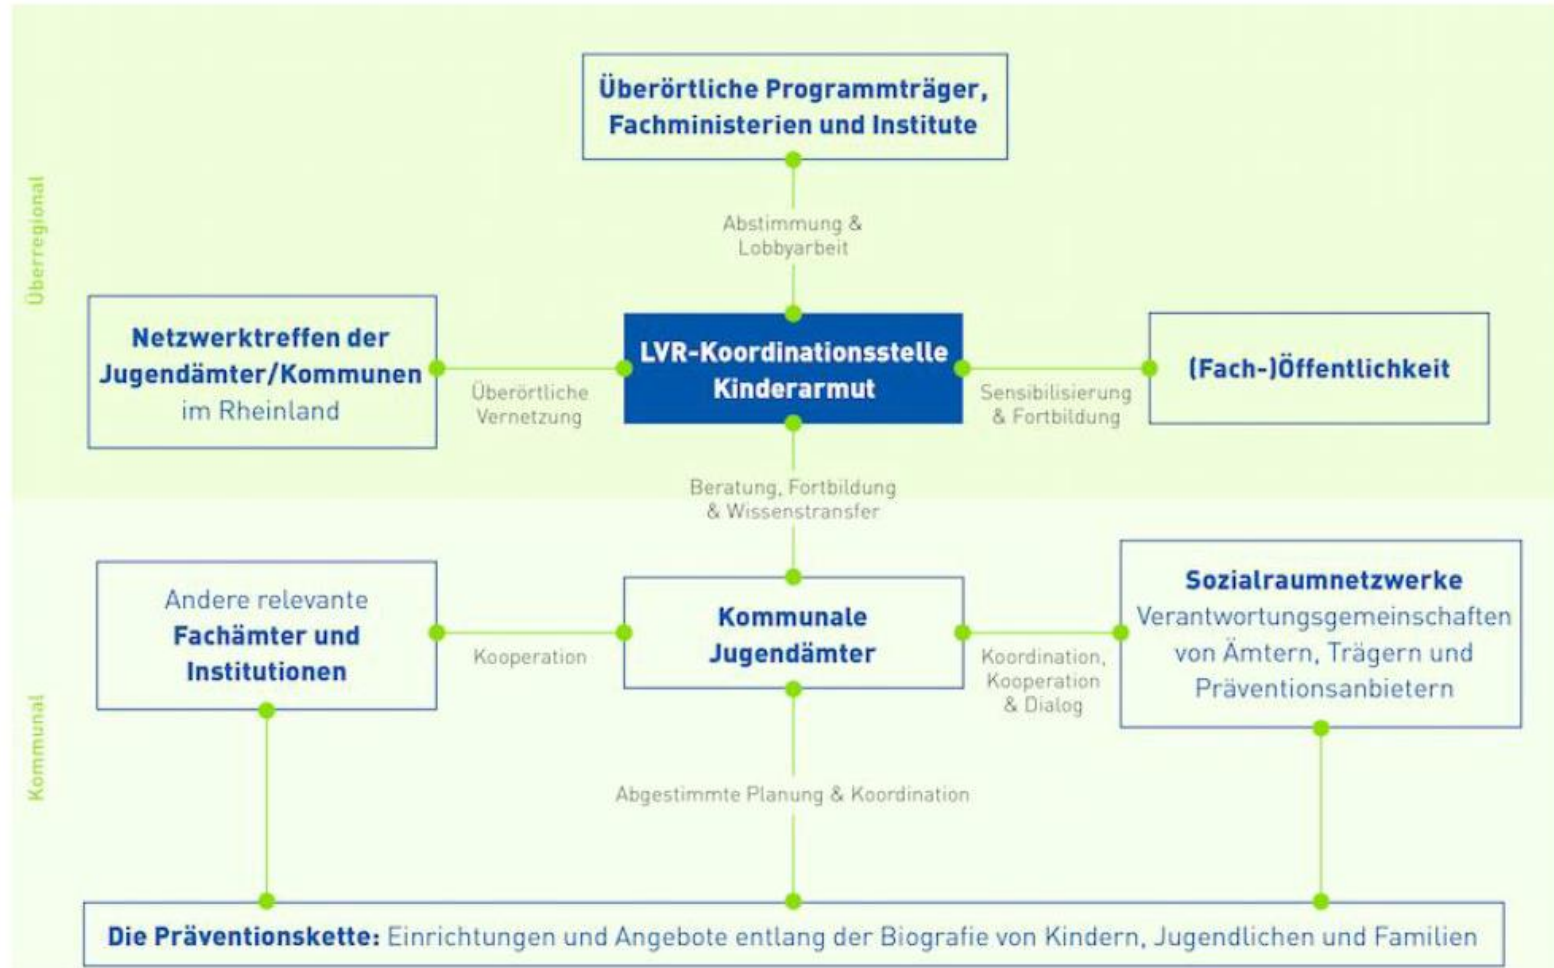 Überörtliche Programmträger,
Fachministerien und Institute
Überregional
Abstimmung &
Lobbyarbeit
Netzwerktreffen der
Jugendämter/Kommunen
im Rheinland
Überörtliche
Vernetzung
LVR-Koordinationsstelle
Kinderarmut
Sensibilisierung
& Fortbildung
(Fach-)Öffentlichkeit
Beratung, Fortbildung
& Wissenstransfer
Kommunal
Andere relevante
Fachämter und
Institutionen
Kooperation
Kommunale
Jugendämter
Koordination,
Kooperation
& Dialog
Sozialraumnetzwerke
Verantwortungsgemeinschaften
von Ämtern, Trägern und
Präventionsanbietern
Abgestimmte Planung & Koordination
Die Präventionskette: Einrichtungen und Angebote entlang der Biografie von Kindern, Jugendlichen und Familien